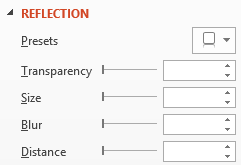 REFLECTION
Presets
Transparency
Size
Blur
Distance